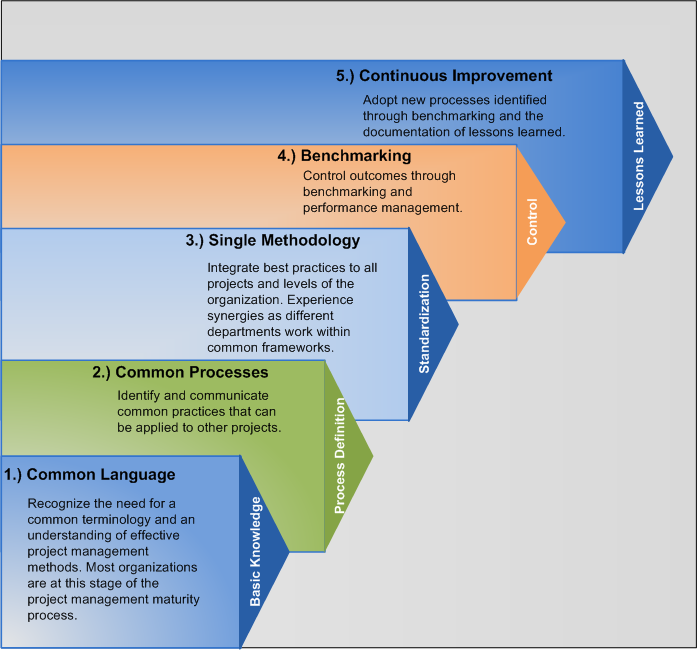 5.) Continuous Improvement
Adopt new processes identified
through benchmarking and the
documentation of lessons learned.
Lessons Learned
4.) Benchmarking
Control outcomes through
benchmarking and
performance management.
Control
3.) Single Methodology
Integrate best practices to all
projects and levels of the
organization. Experience
synergies as different
departments work within
common frameworks.
Standardization
2.) Common Processes
Identify and communicate
common practices that can
be applied to other projects.
Process Definition
1.) Common Language
Recognize the need for a
common terminology and an
understanding of effective
project management
methods. Most organizations
are at this stage of the
project management maturity
process.
Basic Knowledge